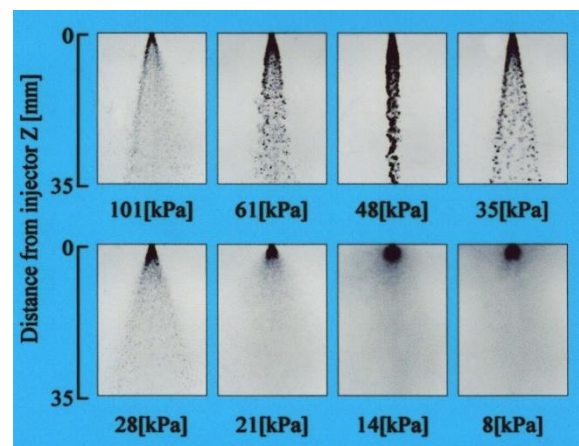 Distance from injector Z [mm]
0
35
101[kPa] 61[kPa] 48[kPa] 35[kPa]
0
35
28[kPa] 21[kPa] 14[kPa] 8[kPa]